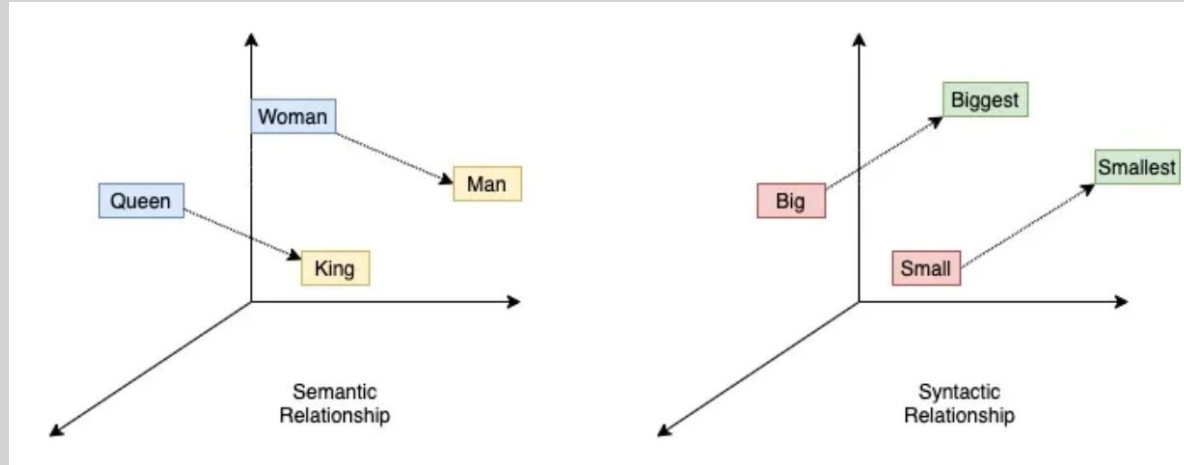 Woman
Man
Queen
King
Semantic
Relationship
Biggest
Smallest
Big
Small
Syntactic
Relationship